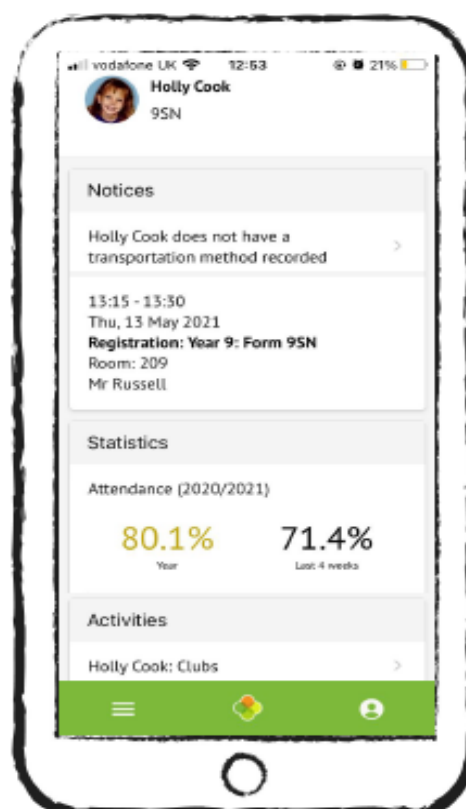 vodafone UK 12:53 21%
Holly Cook
9SN
Notices
Holly Cook does not have a
transportation method recorded
13:15 - 13:30
Thu, 13 May 2021
Registration: Year 9: Form 9SN
Room: 209
Mr Russell
Statistics
Attendance (2020/2021)
80.1% 71.4%
Year Last 4 weeks
Activities
Holly Cook: Clubs